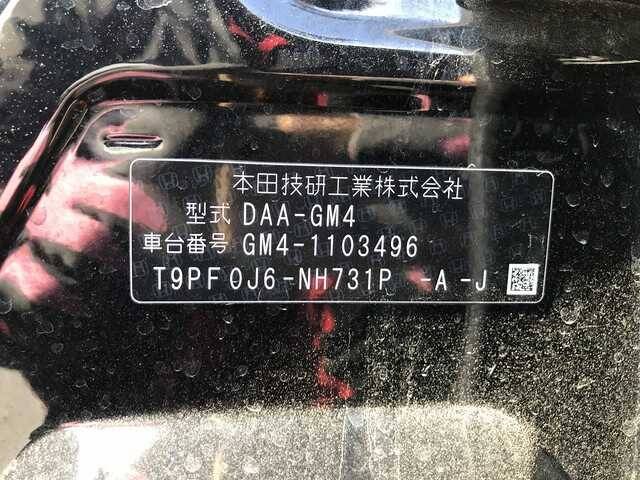 本田技研工業株式会社
型式 DAA-GM4
車台番号 GM4-1103496
T9PF0J6-NH731P -A -J